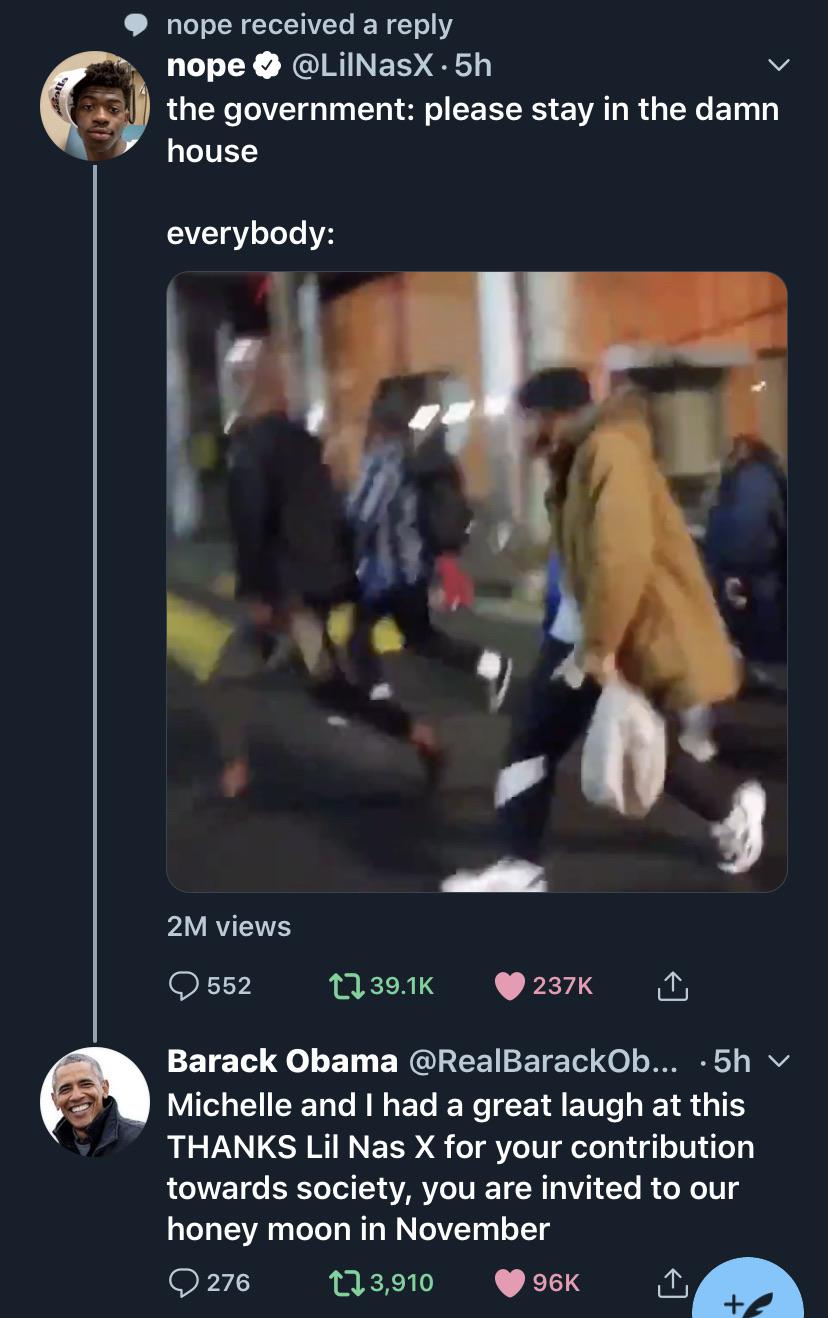 nope received a reply
nope @LilNasX · 5h
the government: please stay in the damn
house
everybody:
2M views
552 39.1K 237K
Barack Obama @RealBarackOb... · 5h
Michelle and I had a great laugh at this
THANKS Lil Nas X for your contribution
towards society, you are invited to our
honey moon in November
276 3,910 96K